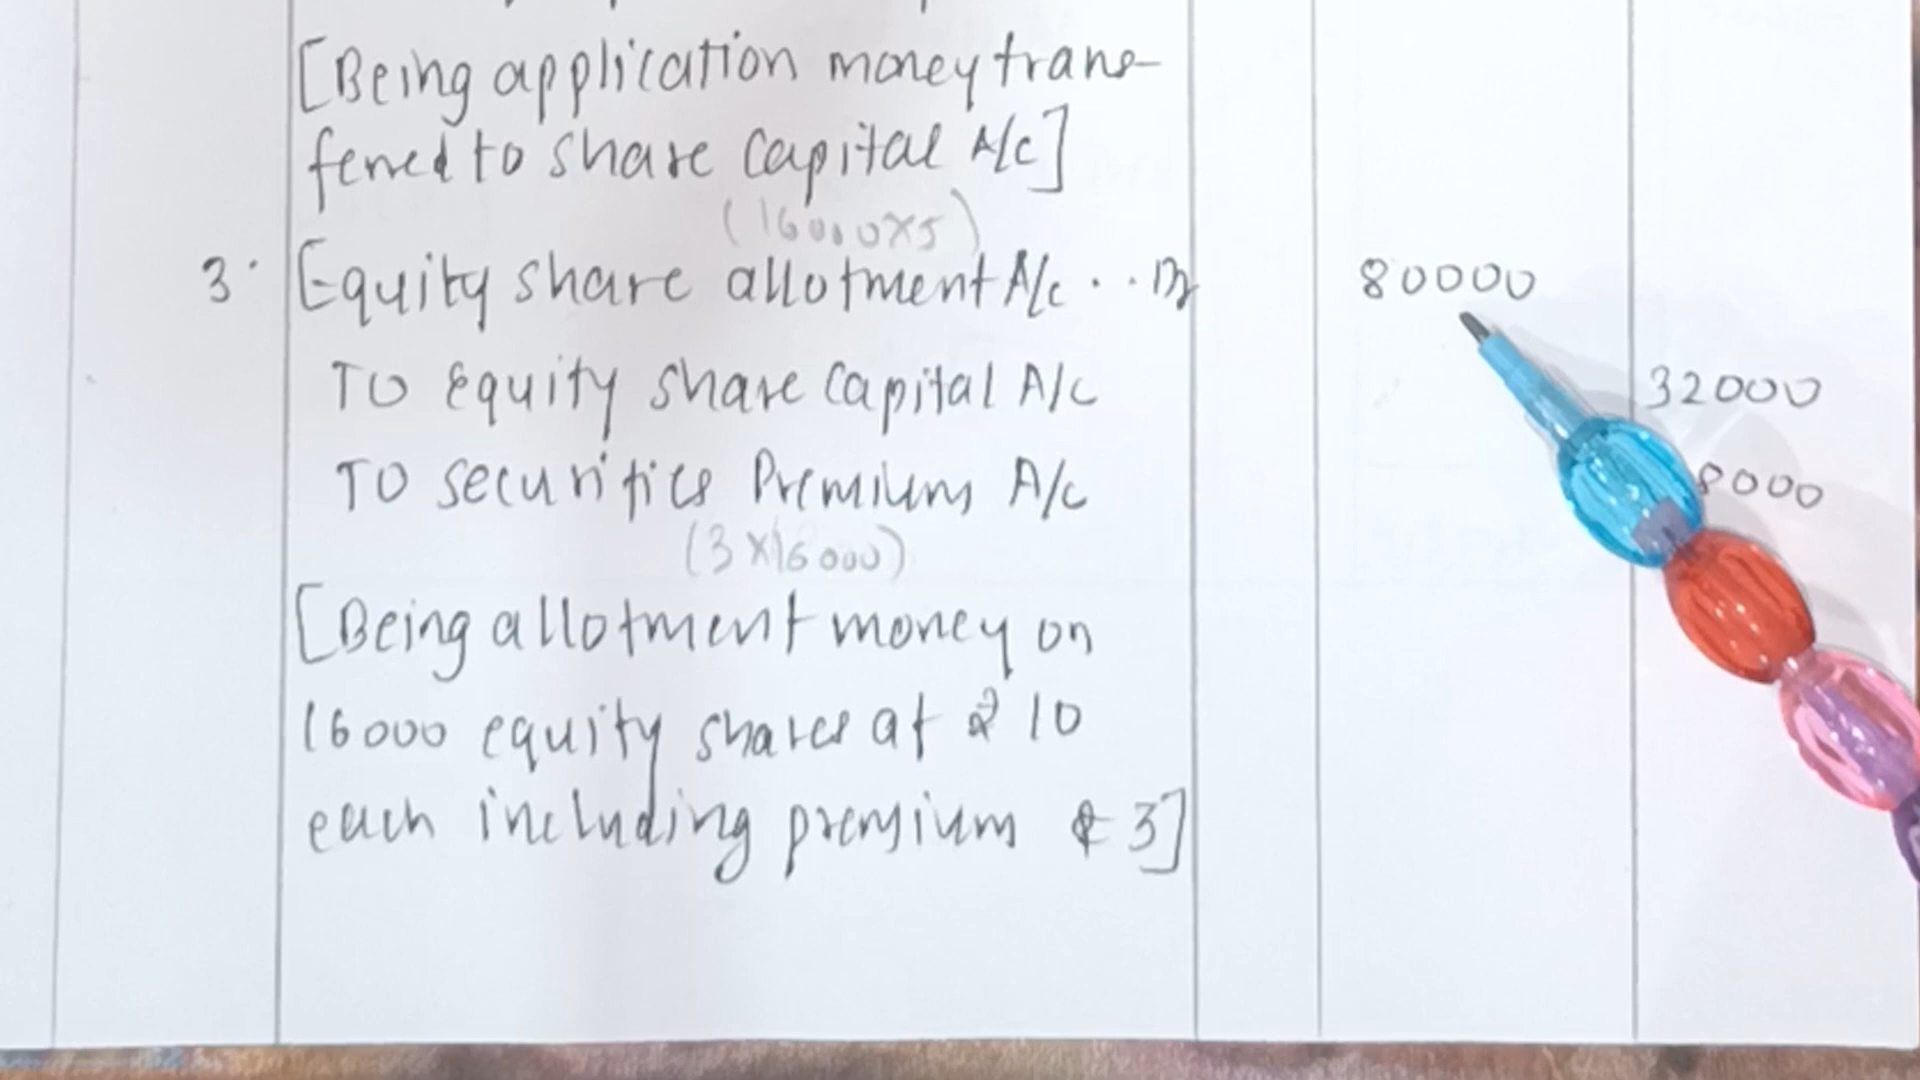 [Being application money trans-
ferred to share capital A/c]
(16000x5)
3. Equity share allotment A/c .. Dr 80000
To equity share capital A/c 32000
To securities Premium A/c 8000
(3x16000)
[Being allotment money on
16000 equity shares at ₹ 10
each including premium ₹ 3]